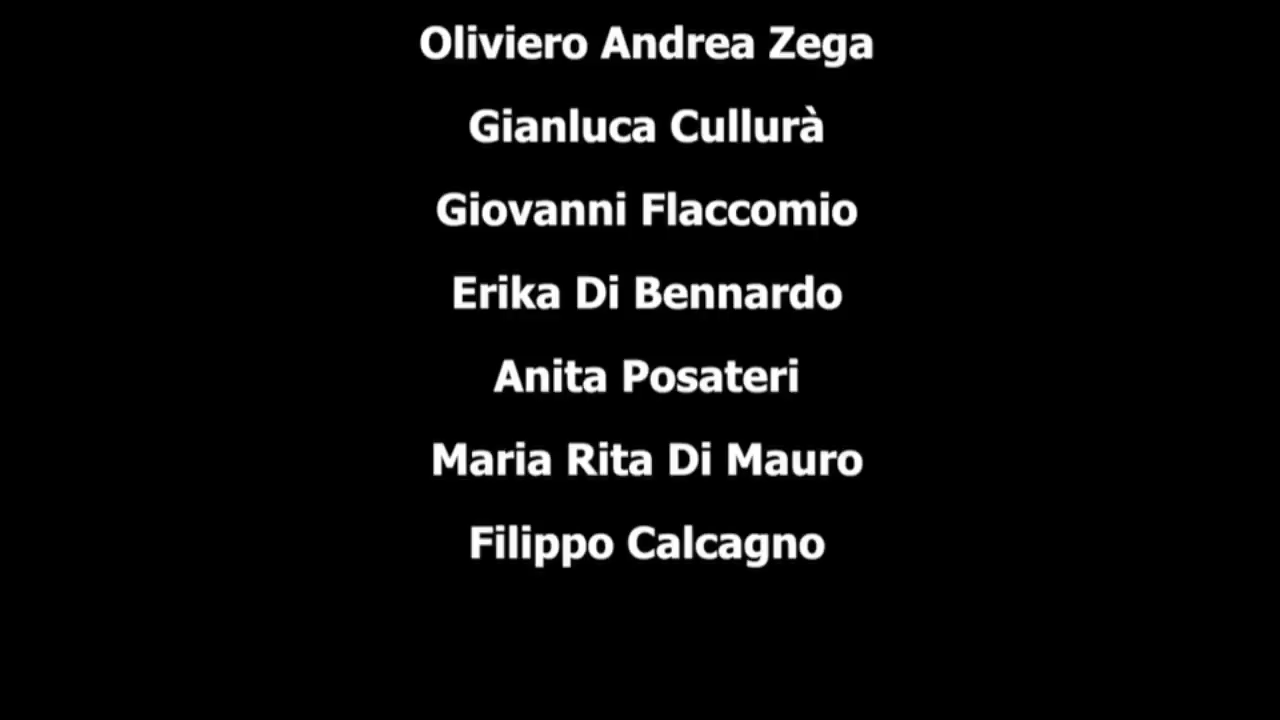 Oliviero Andrea Zega
Gianluca Cullurà
Giovanni Flaccomio
Erika Di Bennardo
Anita Posateri
Maria Rita Di Mauro
Filippo Calcagno